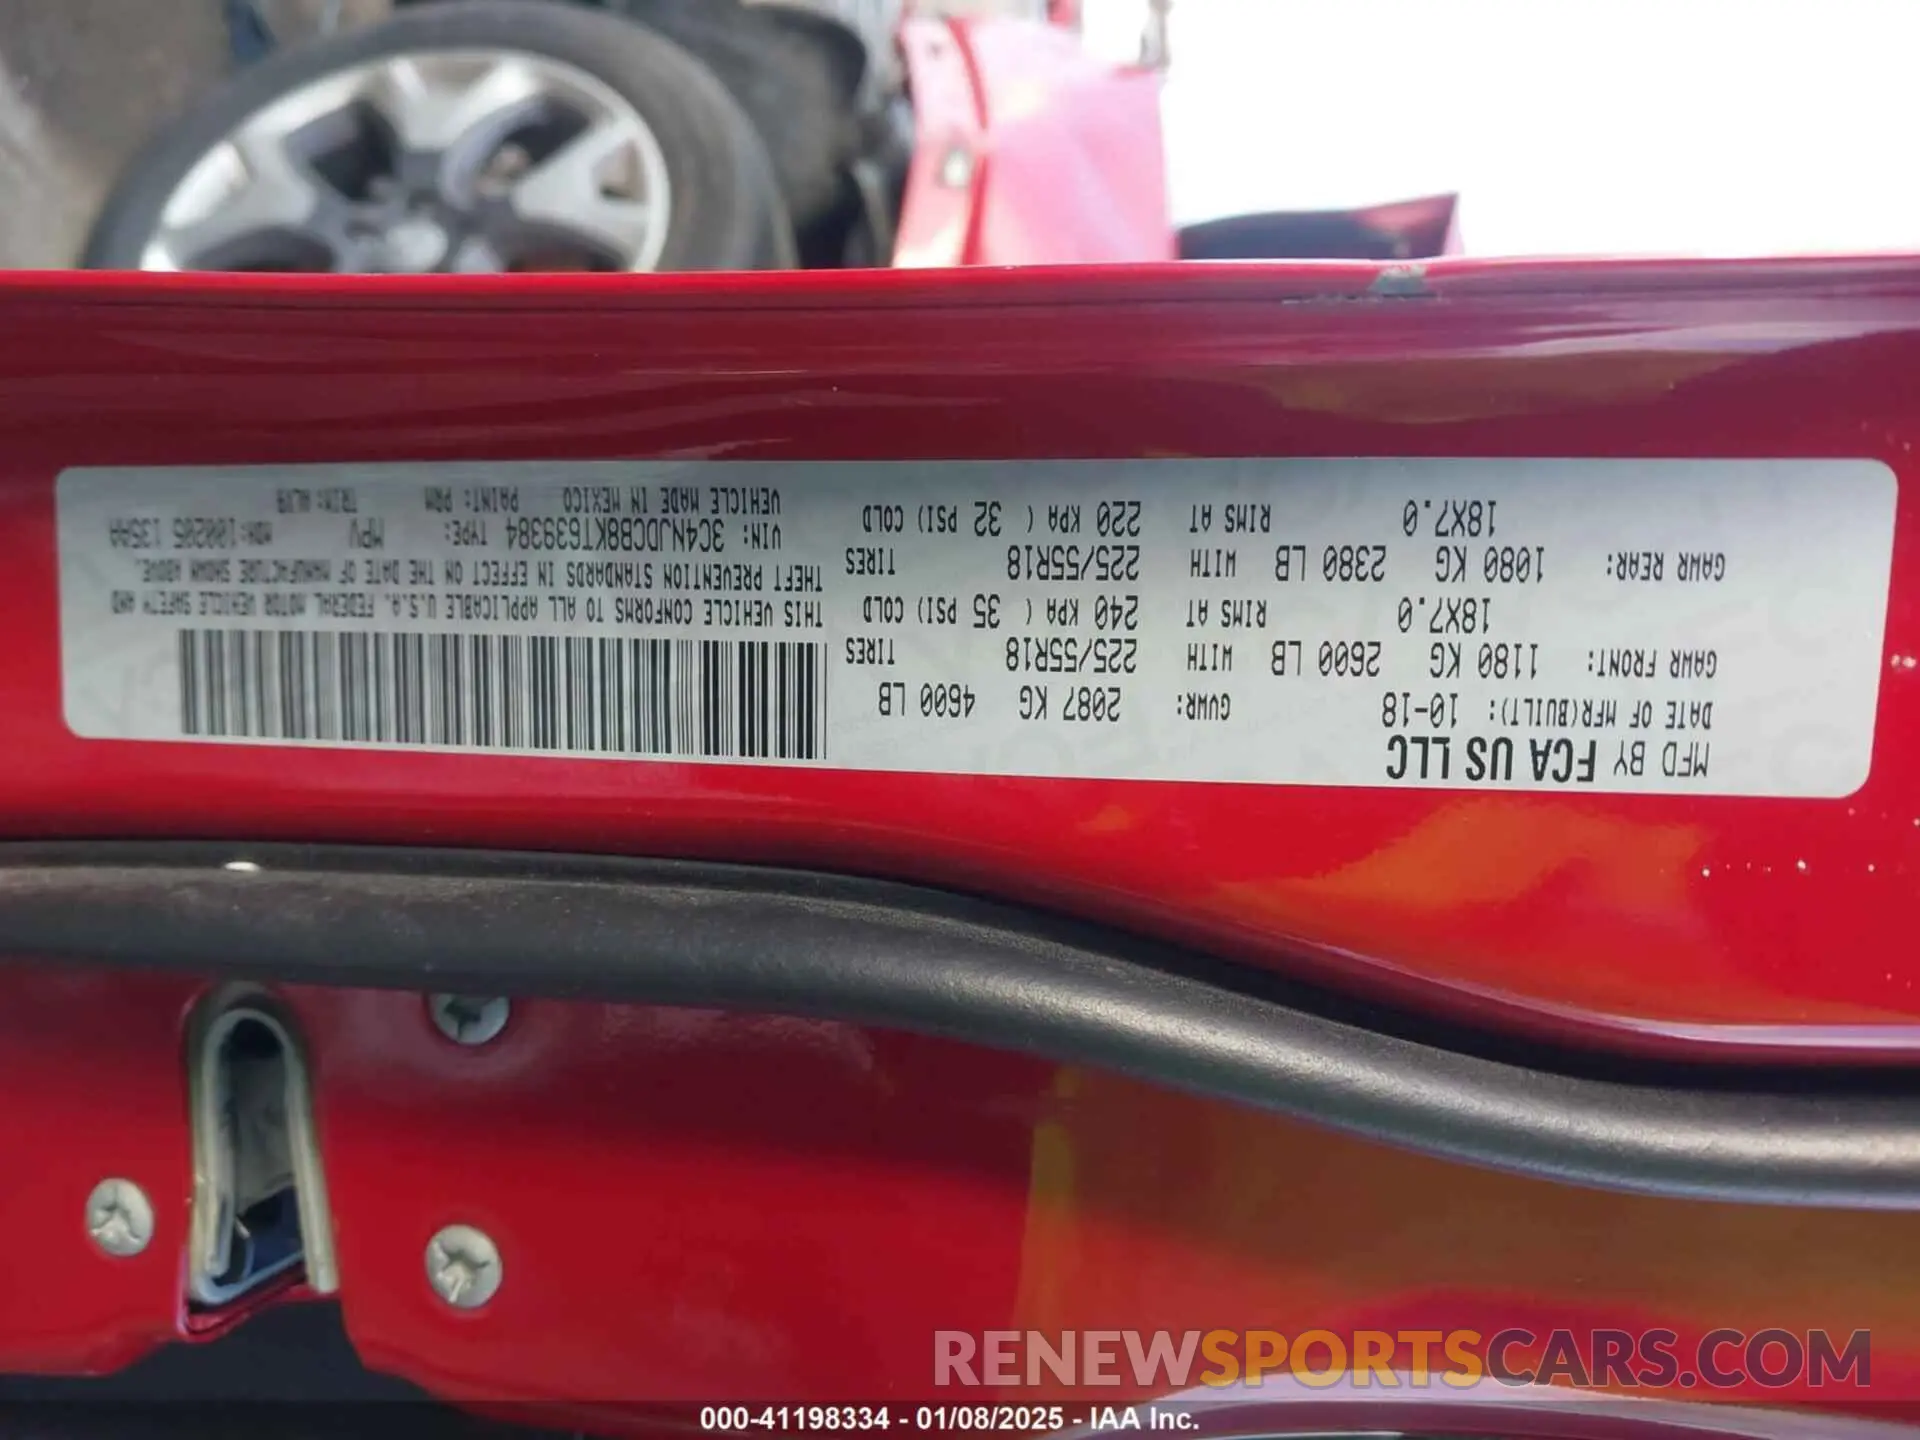 MFD BY FCA US LLC
DATE OF MFR(BUILT): 10-18 GVWR: 2087 KG 4600 LB
GAWR FRONT: 1180 KG 2600 LB WITH 225/55R18 TIRES
18X7.0 RIMS AT 240 KPA ( 35 PSI) COLD
GAWR REAR: 1080 KG 2380 LB WITH 225/55R18 TIRES
18X7.0 RIMS AT 220 KPA ( 32 PSI) COLD
THIS VEHICLE CONFORMS TO ALL APPLICABLE U.S.A. FEDERAL MOTOR VEHICLE SAFETY AND
THEFT PREVENTION STANDARDS IN EFFECT ON THE DATE OF MANUFACTURE SHOWN ABOVE.
VIN: 3C4NJDCB8KT639384 TYPE: MPV MDH: 100205 135AA
VEHICLE MADE IN MEXICO PAINT: PRM TRIM: ALX9
RENEWSPORTSCARS.COM
000-41198334 - 01/08/2025 - IAA Inc.